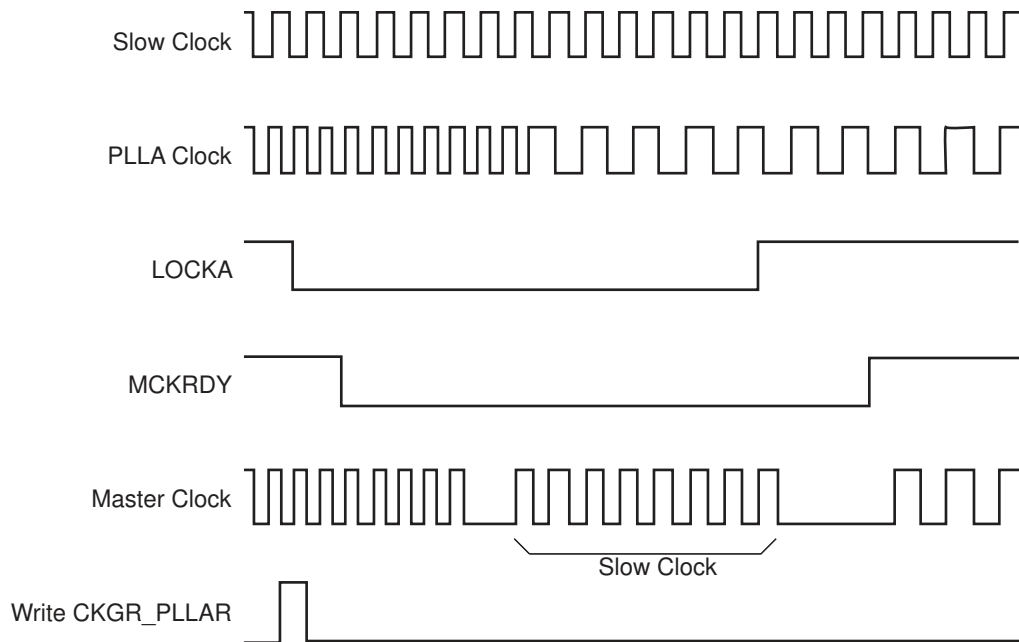 Slow Clock
PLLA Clock
LOCKA
MCKRDY
Master Clock
Slow Clock
Write CKGR_PLLAR